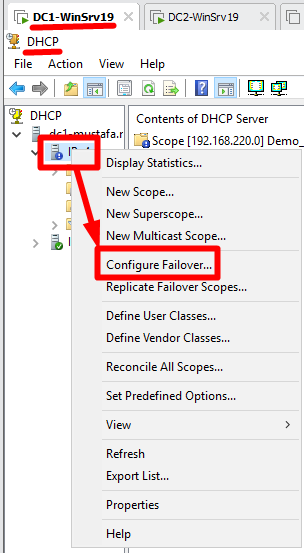 DC1-WinSrv19
DC2-WinSrv19
DHCP
File Action View Help
DHCP
Contents of DHCP Server
Scope [192.168.220.0] Demo_
Display Statistics...
New Scope...
New Superscope...
New Multicast Scope...
Configure Failover...
Replicate Failover Scopes...
Define User Classes...
Define Vendor Classes...
Reconcile All Scopes...
Set Predefined Options...
View
Refresh
Export List...
Properties
Help